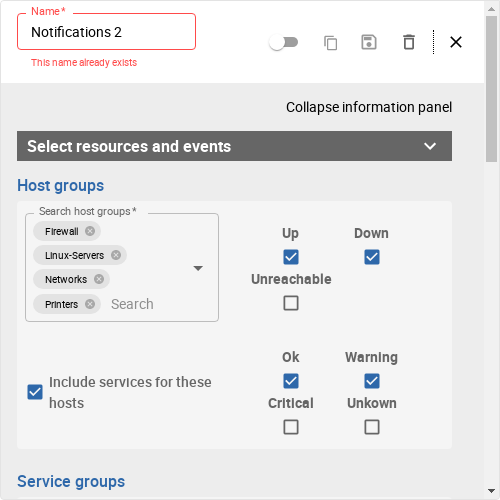 Name *
Notifications 2
This name already exists
Collapse information panel
Select resources and events
Host groups
Search host groups *
Firewall
Linux-Servers
Networks
Printers
Search
Up
Down
Unreachable
Include services for these
hosts
Ok
Warning
Critical
Unkown
Service groups